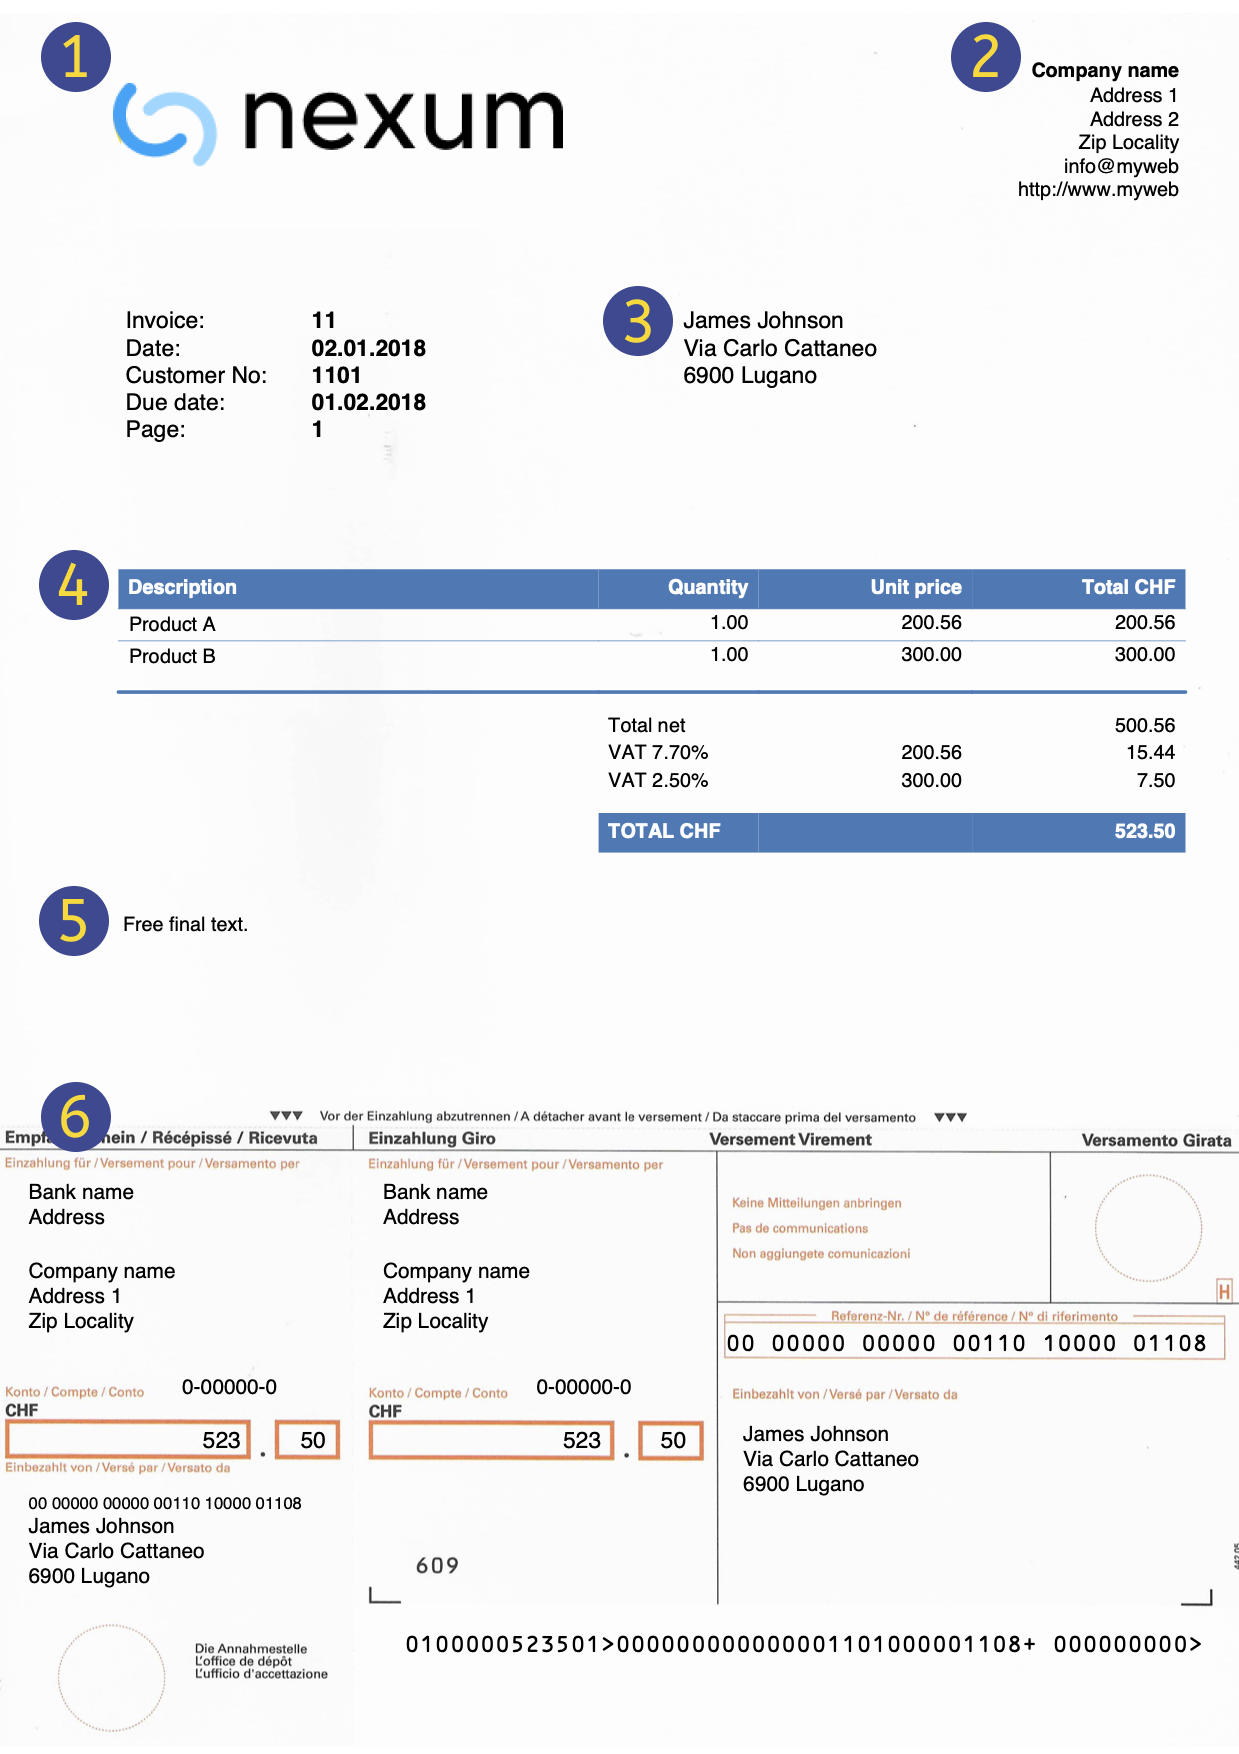 1
nexum
2
Company name
Address 1
Address 2
Zip Locality
info@myweb
http://www.myweb
Invoice: 11
Date: 02.01.2018
Customer No: 1101
Due date: 01.02.2018
Page: 1
3
James Johnson
Via Carlo Cattaneo
6900 Lugano
4
Description Quantity Unit price Total CHF
Product A 1.00 200.56 200.56
Product B 1.00 300.00 300.00
Total net 500.56
VAT 7.70% 200.56 15.44
VAT 2.50% 300.00 7.50
TOTAL CHF 523.50
5
Free final text.
6
▼▼▼ Vor der Einzahlung abzutrennen / A détacher avant le versement / Da staccare prima del versamento ▼▼▼
/ Récépissé / Ricevuta
Einzahlung für / Versement pour / Versamento per
Bank name
Address
Company name
Address 1
Zip Locality
Konto / Compte / Conto 0-00000-0
CHF
523 . 50
Einbezahlt von / Versé par / Versato da
00 00000 00000 00110 10000 01108
James Johnson
Via Carlo Cattaneo
6900 Lugano
Die Annahmestelle
L'office de dépôt
L'ufficio d'accettazione
Einzahlung Giro Versement Virement Versamento Girata
Einzahlung für / Versement pour / Versamento per
Bank name
Address
Company name
Address 1
Zip Locality
Konto / Compte / Conto 0-00000-0
CHF
523 . 50
609
Keine Mitteilungen anbringen
Pas de communications
Non aggiungete comunicazioni
H
Referenz-Nr. / N° de référence / N° di riferimento
00 00000 00000 00110 10000 01108
Einbezahlt von / Versé par / Versato da
James Johnson
Via Carlo Cattaneo
6900 Lugano
442.05
0100000523501>000000000000001101000001108+ 000000000>